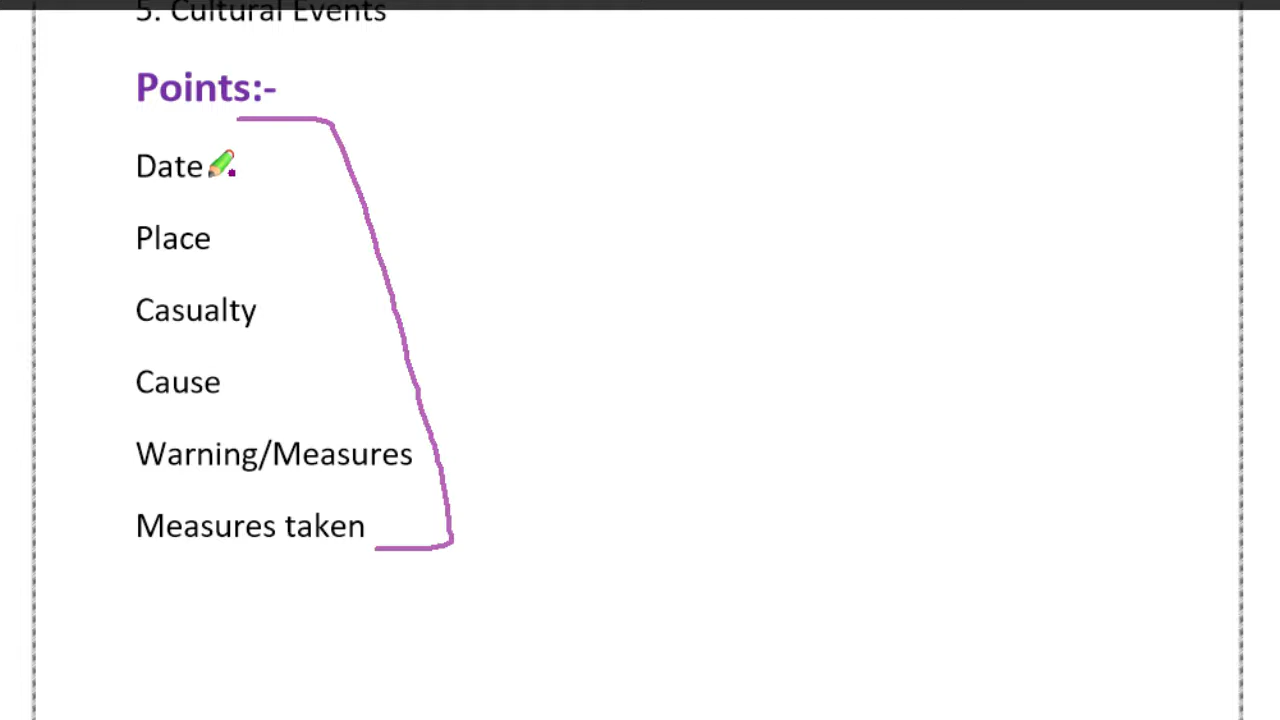 5. Cultural Events
Points:-
Date
Place
Casualty
Cause
Warning/Measures
Measures taken